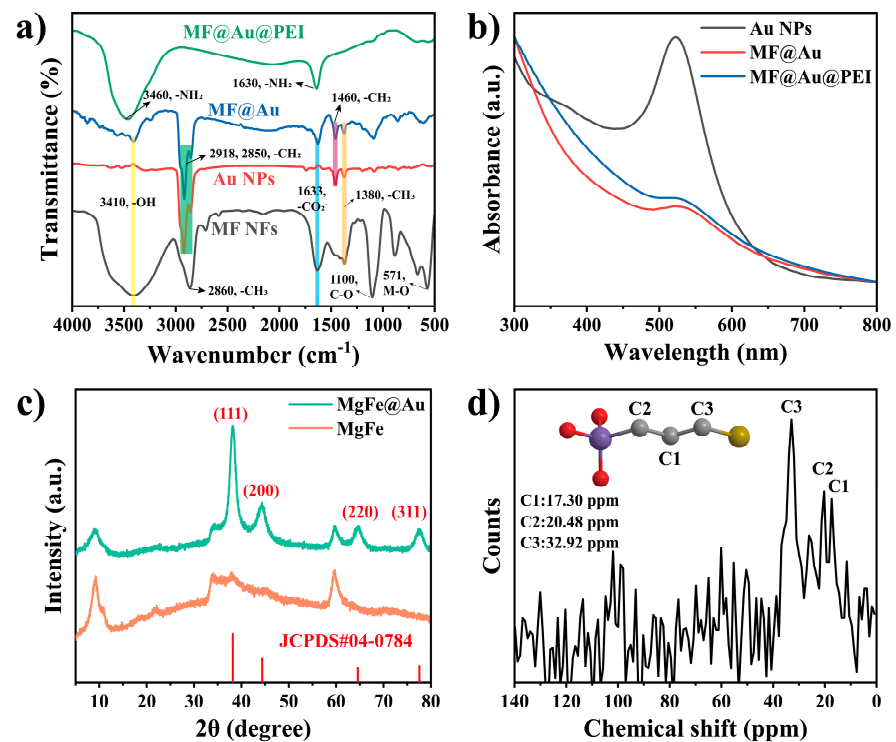 a)
MF@Au@PEI
3460, -NH₂
1630, -NH₂
MF@Au
1460, -CH₂
2918, 2850, -CH₂
Au NPs
3410, -OH
1633,
-CO₂⁻
1380, -CH₃
MF NFs
2860, -CH₃
1100,
C-O
571,
M-O
Transmittance (%)
4000 3500 3000 2500 2000 1500 1000 500
Wavenumber (cm⁻¹)
b)
Au NPs
MF@Au
MF@Au@PEI
Absorbance (a.u.)
300 400 500 600 700 800
Wavelength (nm)
c)
MgFe@Au
MgFe
(111)
(200)
(220)
(311)
JCPDS#04-0784
Intensity (a.u.)
10 20 30 40 50 60 70 80
2θ (degree)
d)
C2
C3
C1
C1:17.30 ppm
C2:20.48 ppm
C3:32.92 ppm
C3
C2
C1
Counts
140 120 100 80 60 40 20 0
Chemical shift (ppm)